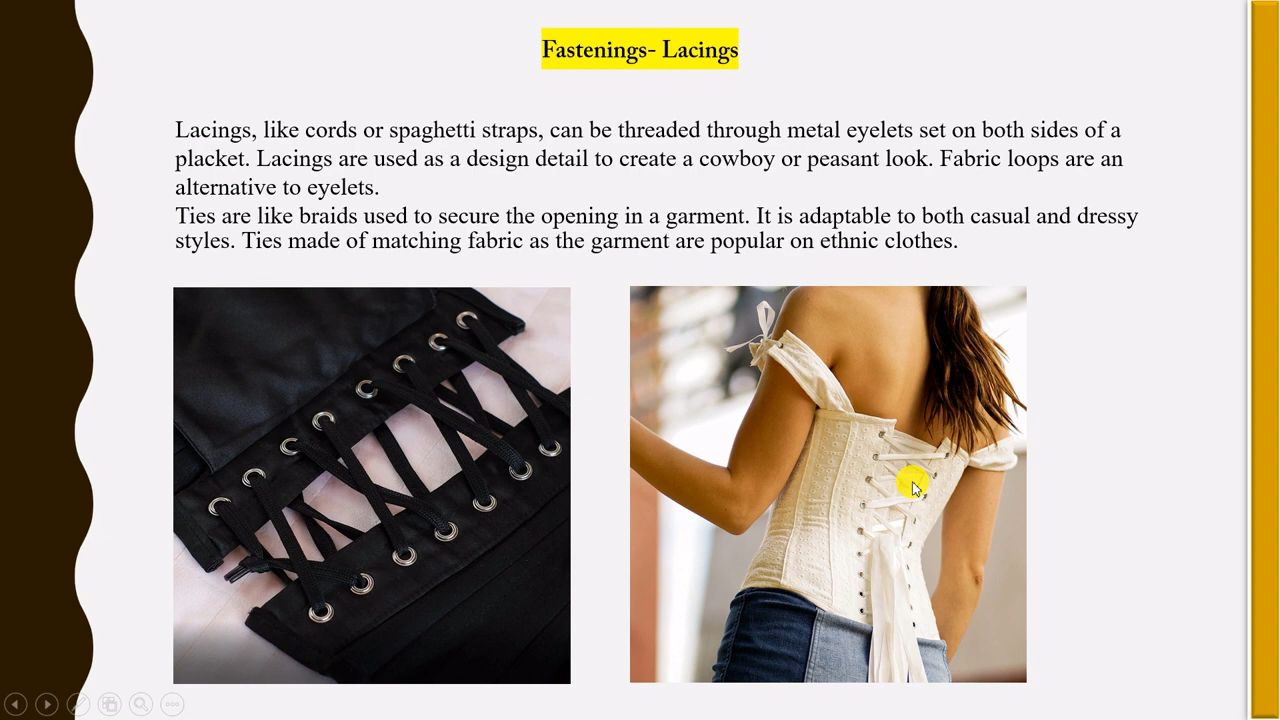 Fastenings- Lacings
Lacings, like cords or spaghetti straps, can be threaded through metal eyelets set on both sides of a
placket. Lacings are used as a design detail to create a cowboy or peasant look. Fabric loops are an
alternative to eyelets.
Ties are like braids used to secure the opening in a garment. It is adaptable to both casual and dressy
styles. Ties made of matching fabric as the garment are popular on ethnic clothes.